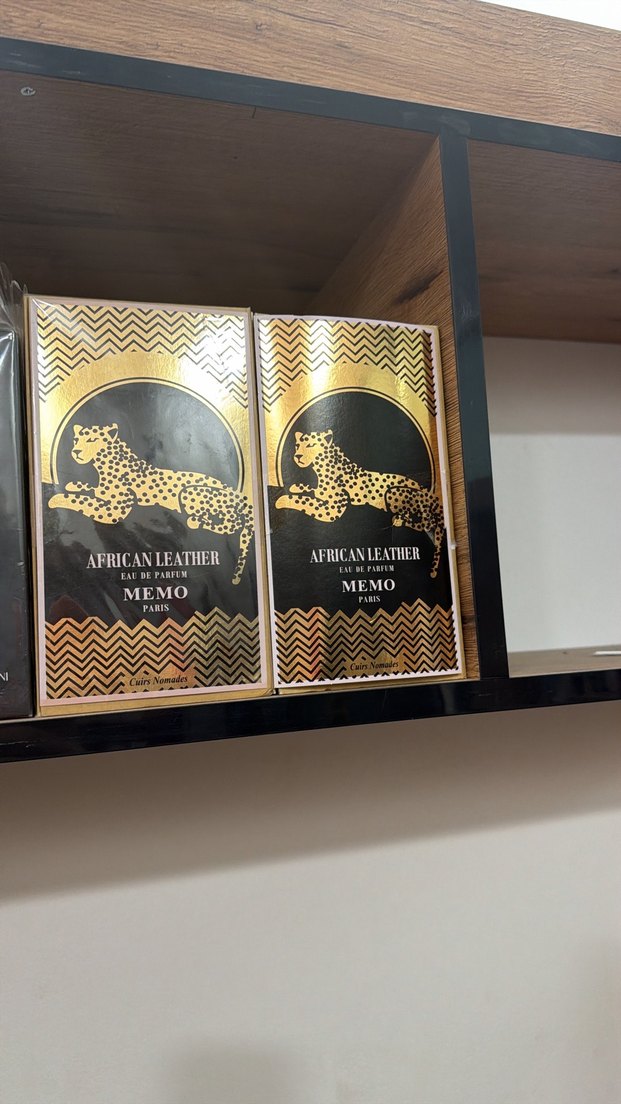 AFRICAN LEATHER
EAU DE PARFUM
MEMO
PARIS
Cuirs Nomades
AFRICAN LEATHER
EAU DE PARFUM
MEMO
PARIS
Cuirs Nomades